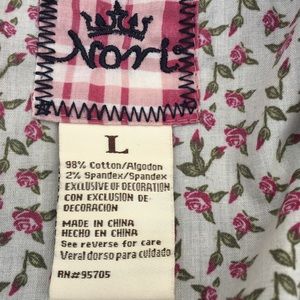 Nori
L
98% Cotton/Algodon
2% Spandex/Spandex
EXCLUSIVE OF DECORATION
CON EXCLUSION DE
DECORACION
MADE IN CHINA
HECHO EN CHINA
See reverse for care
Veral dorso para cuidado
RN#95705